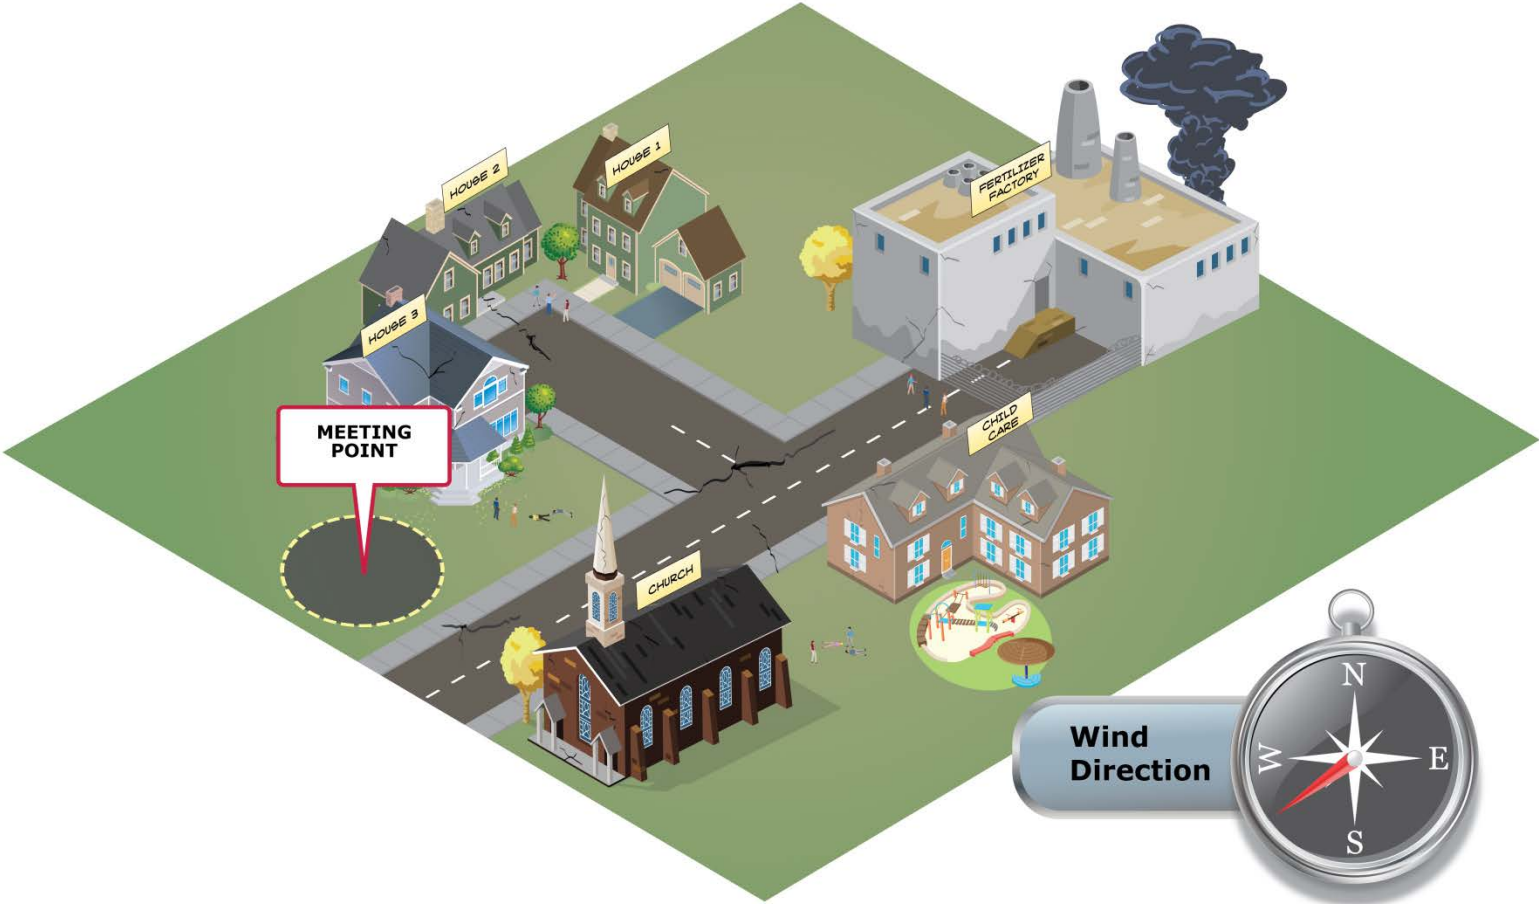 HOUSE 1
HOUSE 2
FERTILIZER
FACTORY
HOUSE 3
MEETING
POINT
CHILD
CARE
CHURCH
Wind
Direction
N
W
E
S